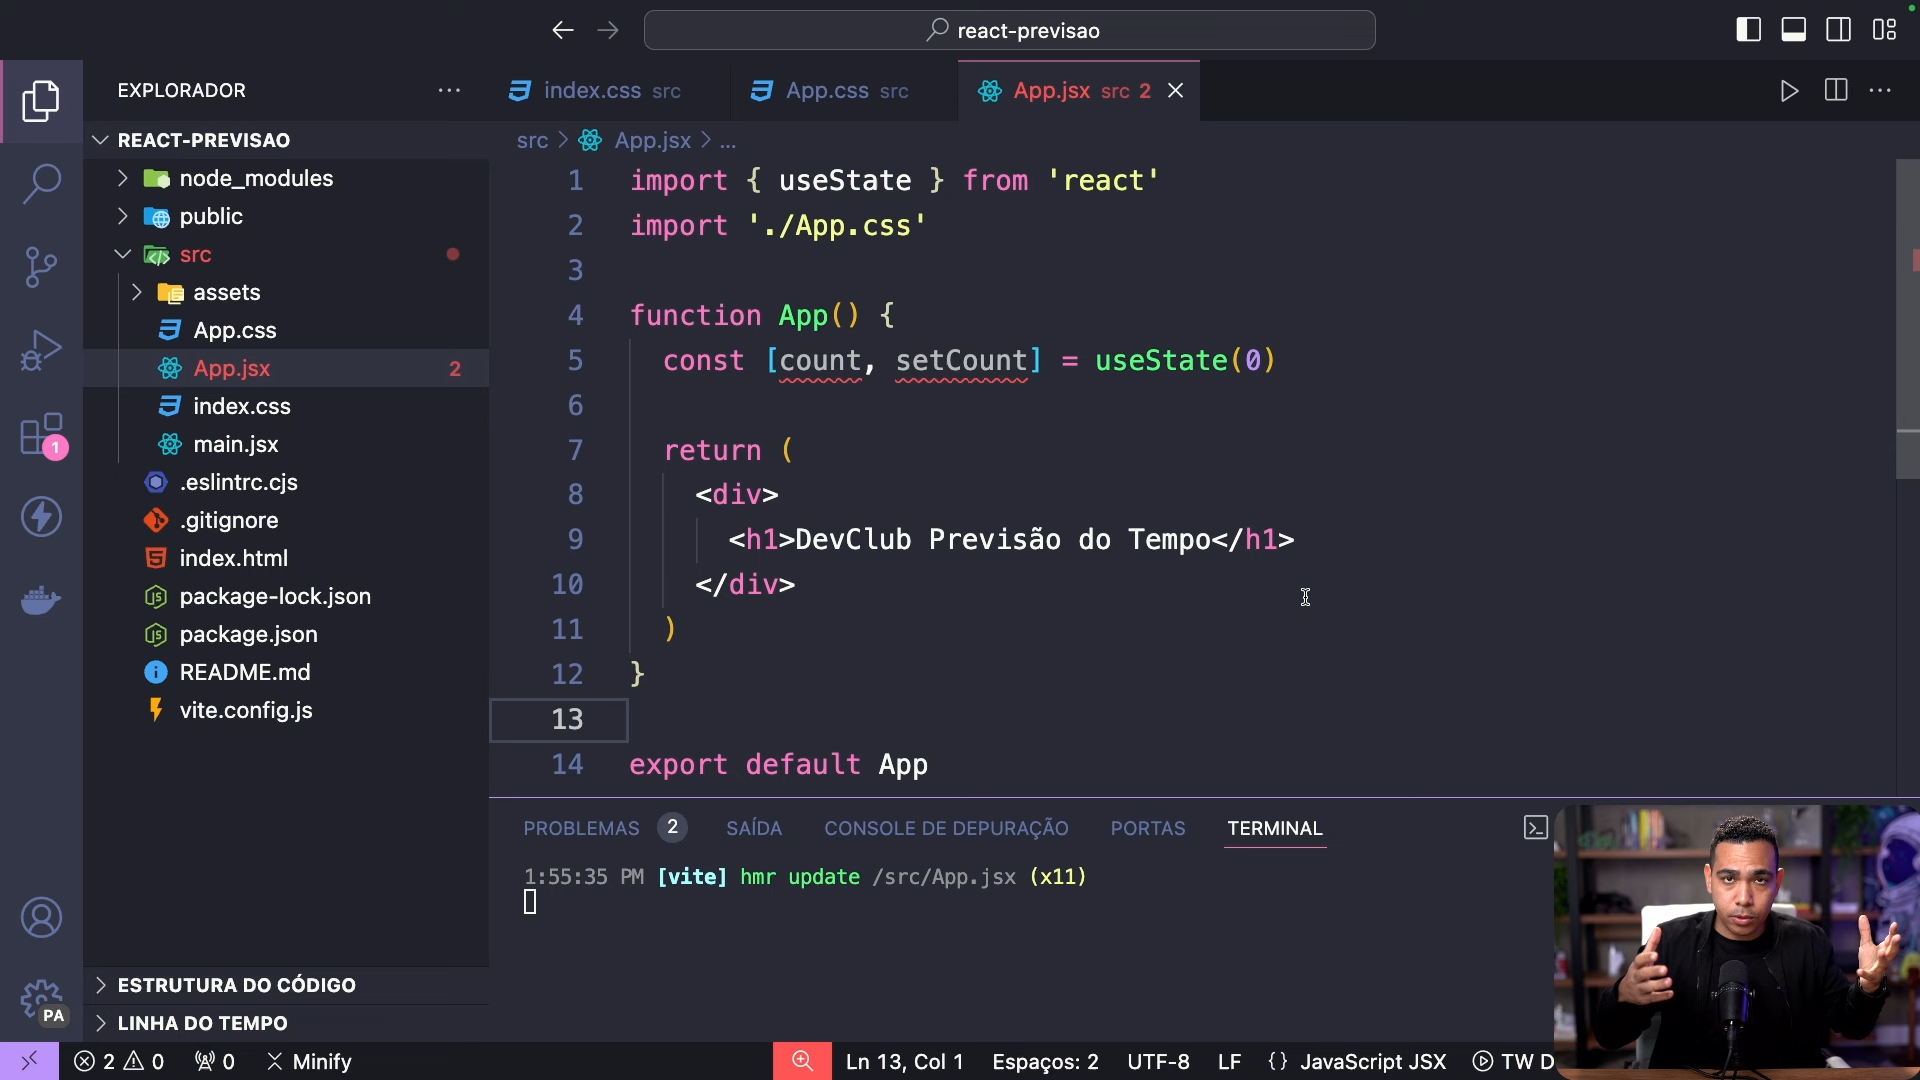 react-previsao
EXPLORADOR
index.css src
App.css src
App.jsx src 2
REACT-PREVISAO
src > App.jsx > ...
node_modules
public
src
assets
App.css
App.jsx 2
index.css
main.jsx
.eslintrc.cjs
.gitignore
index.html
package-lock.json
package.json
README.md
vite.config.js
1 import { useState } from 'react'
2 import './App.css'
3
4 function App() {
5 const [count, setCount] = useState(0)
6
7 return (
8 <div>
9 <h1>DevClub Previsão do Tempo</h1>
10 </div>
11 )
12 }
13
14 export default App
1
PROBLEMAS 2 SAÍDA CONSOLE DE DEPURAÇÃO PORTAS TERMINAL
1:55:35 PM [vite] hmr update /src/App.jsx (x11)
ESTRUTURA DO CÓDIGO
LINHA DO TEMPO
PA
2 0 0 Minify Ln 13, Col 1 Espaços: 2 UTF-8 LF {} JavaScript JSX TW D